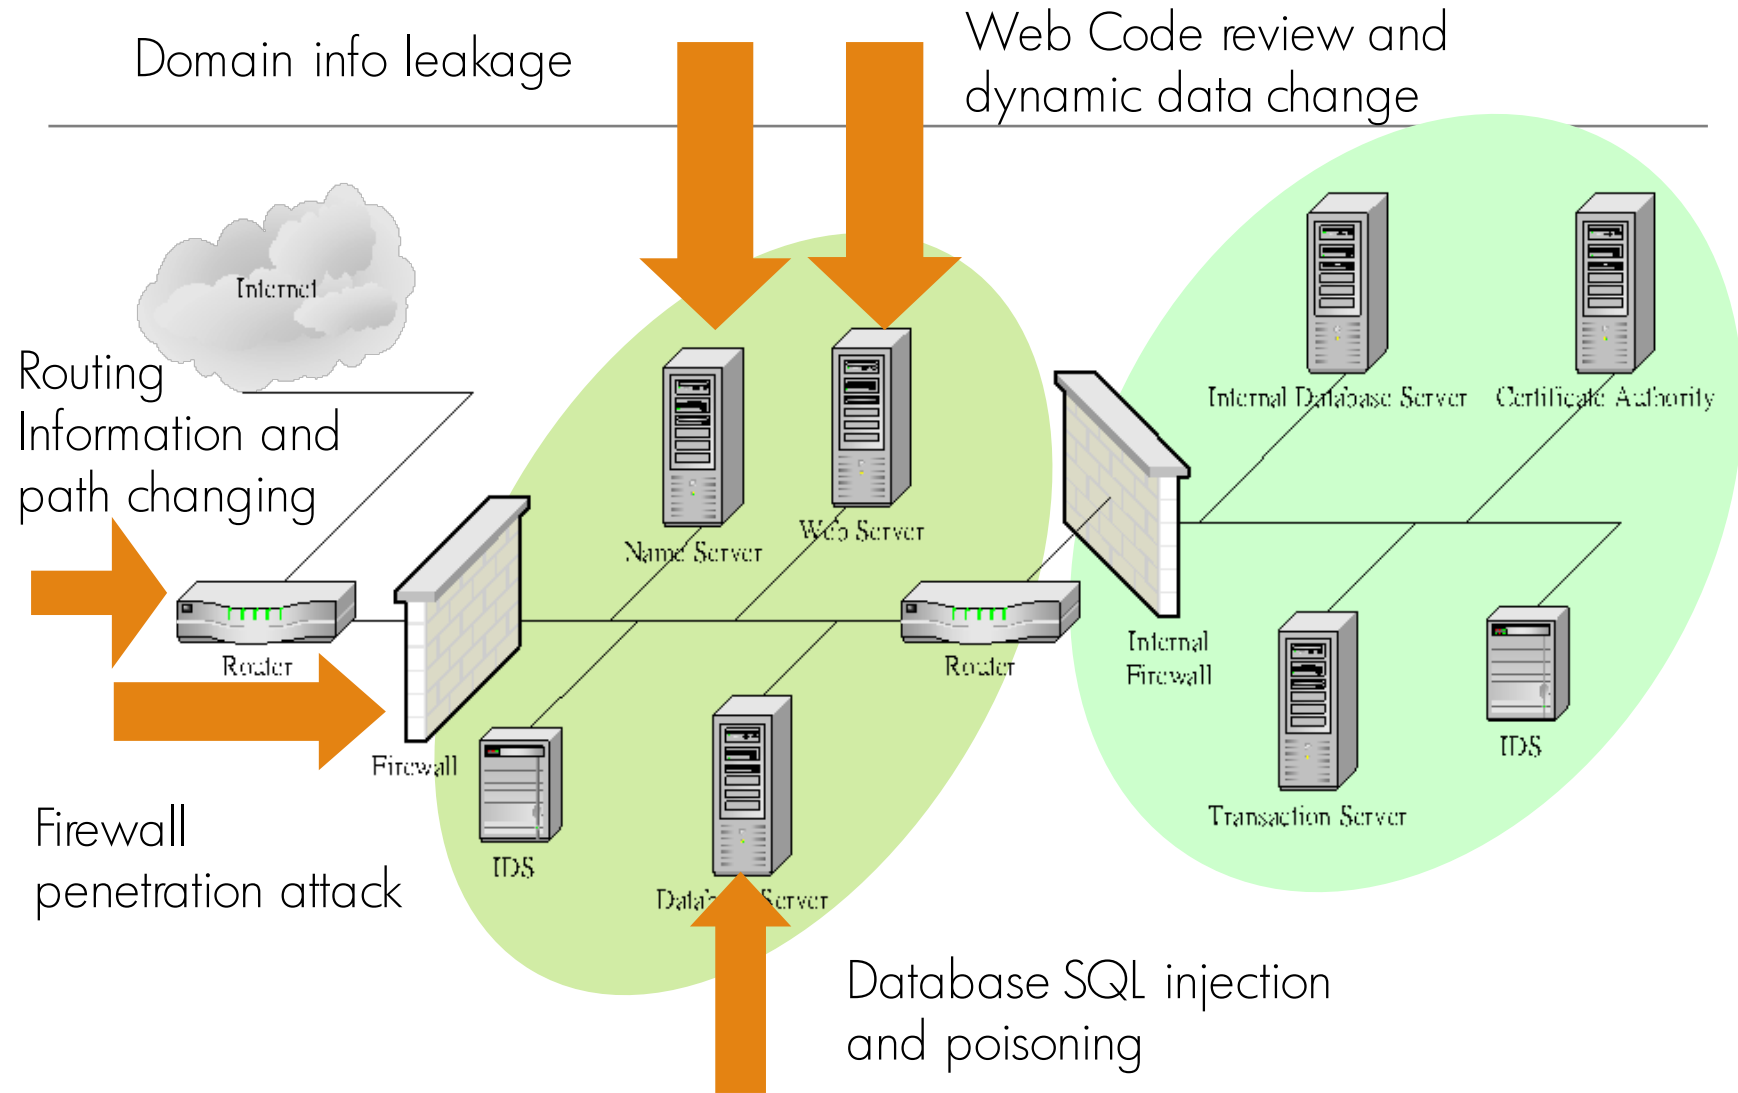 Domain info leakage
Web Code review and
dynamic data change
Internet
Routing
Information and
path changing
Internal Database Server
Certificate Authority
Name Server
Web Server
Router
Router
Internal
Firewall
Firewall
IDS
IDS
Transaction Server
Firewall
penetration attack
Server
Database SQL injection
and poisoning